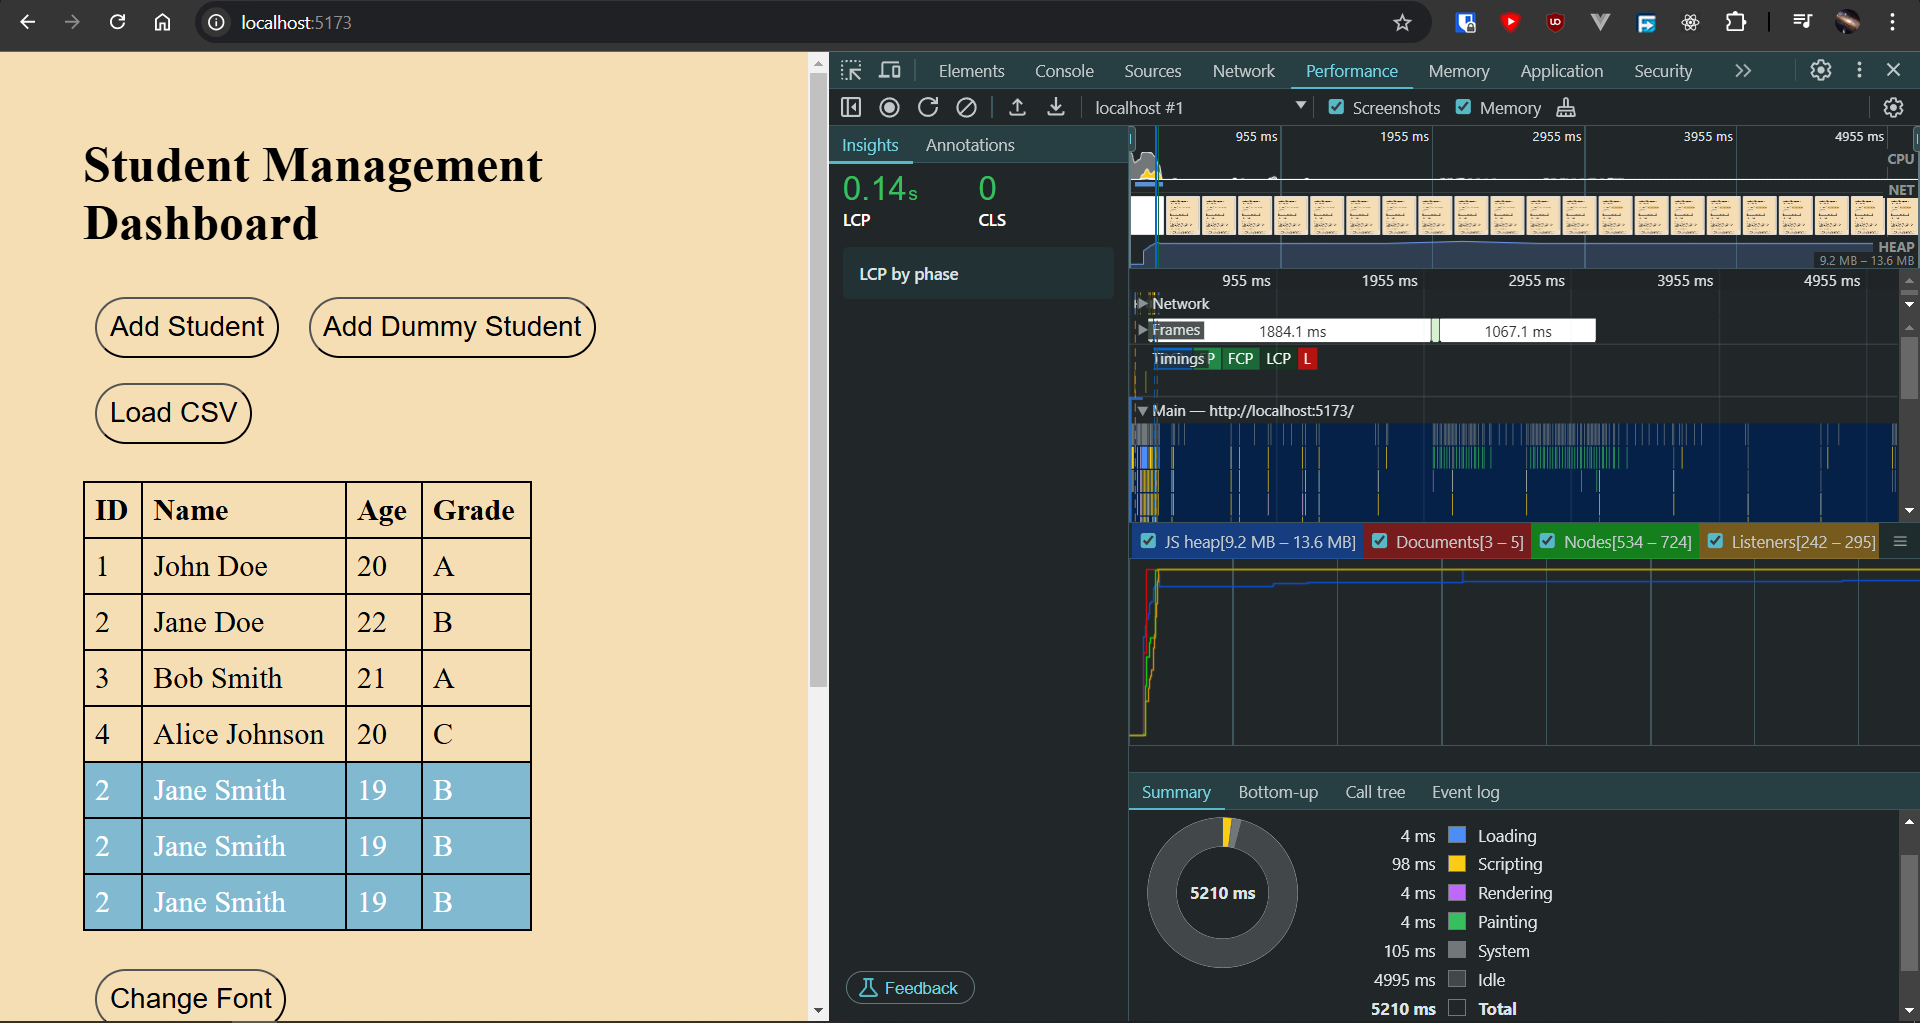 localhost:5173
Student Management
Dashboard
Add Student
Add Dummy Student
Load CSV
ID Name Age Grade
1 John Doe 20 A
2 Jane Doe 22 B
3 Bob Smith 21 A
4 Alice Johnson 20 C
2 Jane Smith 19 B
2 Jane Smith 19 B
2 Jane Smith 19 B
Change Font
Elements Console Sources Network Performance Memory Application Security
localhost #1 Screenshots Memory
Insights Annotations
0.14 s 0
LCP CLS
LCP by phase
Feedback
955 ms 1955 ms 2955 ms 3955 ms 4955 ms
CPU
NET
HEAP
9.2 MB – 13.6 MB
955 ms 1955 ms 2955 ms 3955 ms 4955 ms
Network
Frames 1884.1 ms 1067.1 ms
Timings P FCP LCP L
Main — http://localhost:5173/
JS heap[9.2 MB – 13.6 MB] Documents[3 – 5] Nodes[534 – 724] Listeners[242 – 295]
Summary Bottom-up Call tree Event log
5210 ms
4 ms Loading
98 ms Scripting
4 ms Rendering
4 ms Painting
105 ms System
4995 ms Idle
5210 ms Total